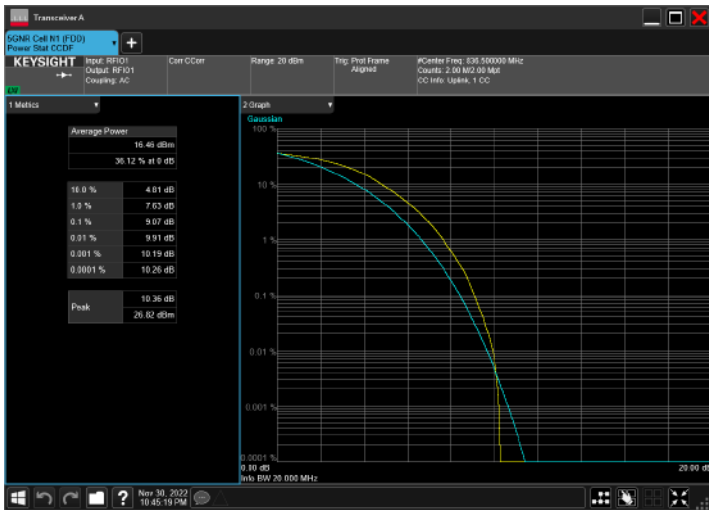 Transceiver A
5GNR Cell N1 (FDD)
Power Stat CCDF
KEYSIGHT
Input: RFIO1
Output: RFIO1
Coupling: AC
Corr CCorr
Range: 20 dBm
Trig: Prot Frame
Aligned
#Center Freq: 836.500000 MHz
Counts: 2.00 M/2.00 Mpt
CC Info: Uplink, 1 CC
1 Metrics
Average Power
16.46 dBm
36.12 % at 0 dB
10.0 % 4.81 dB
1.0 % 7.63 dB
0.1 % 9.07 dB
0.01 % 9.91 dB
0.001 % 10.19 dB
0.0001 % 10.26 dB
Peak
10.36 dB
26.82 dBm
2 Graph
Gaussian
100 %
10 %
1 %
0.1 %
0.01 %
0.001 %
0.0001 %
0.00 dB
20.00 dB
Info BW 20.000 MHz
Nov 30, 2022
10:45:19 PM